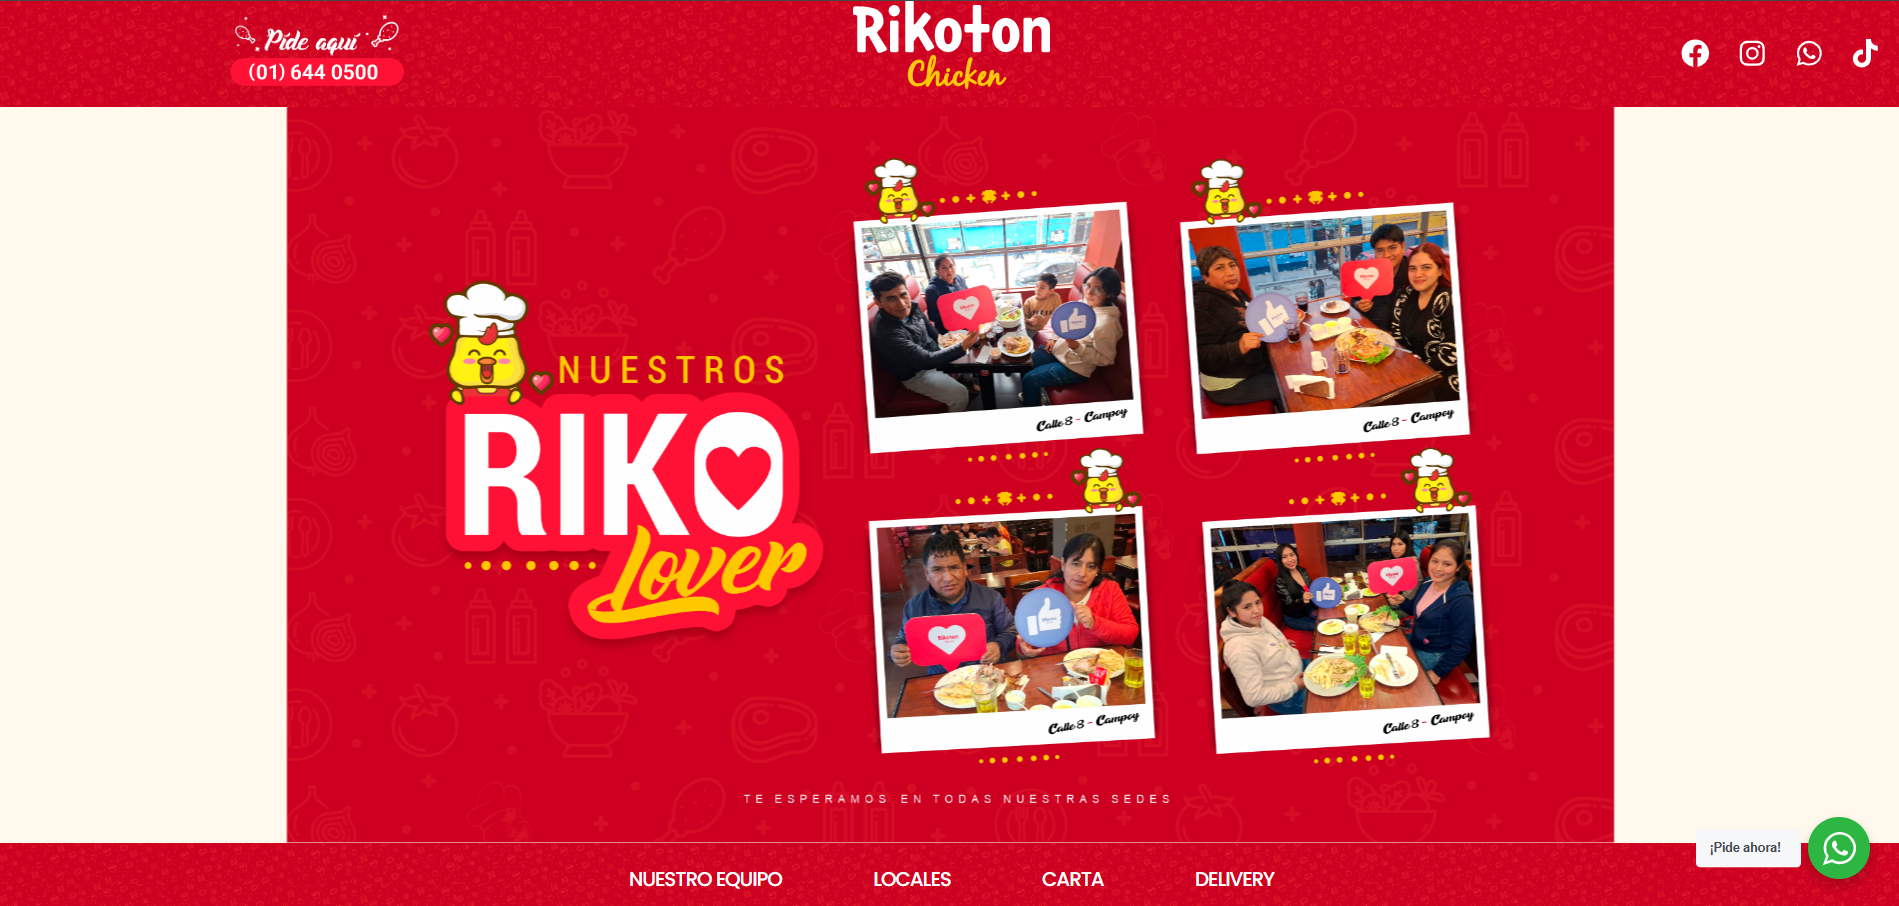 Pide aquí
(01) 644 0500
Rikoton
Chicken
NUESTROS
RIKO
Lover
Calle 8 - Campoy
Calle 8 - Campoy
Rikoton
Calle 8 - Campoy
Calle 8 - Campoy
TE ESPERAMOS EN TODAS NUESTRAS SEDES
¡Pide ahora!
NUESTRO EQUIPO
LOCALES
CARTA
DELIVERY